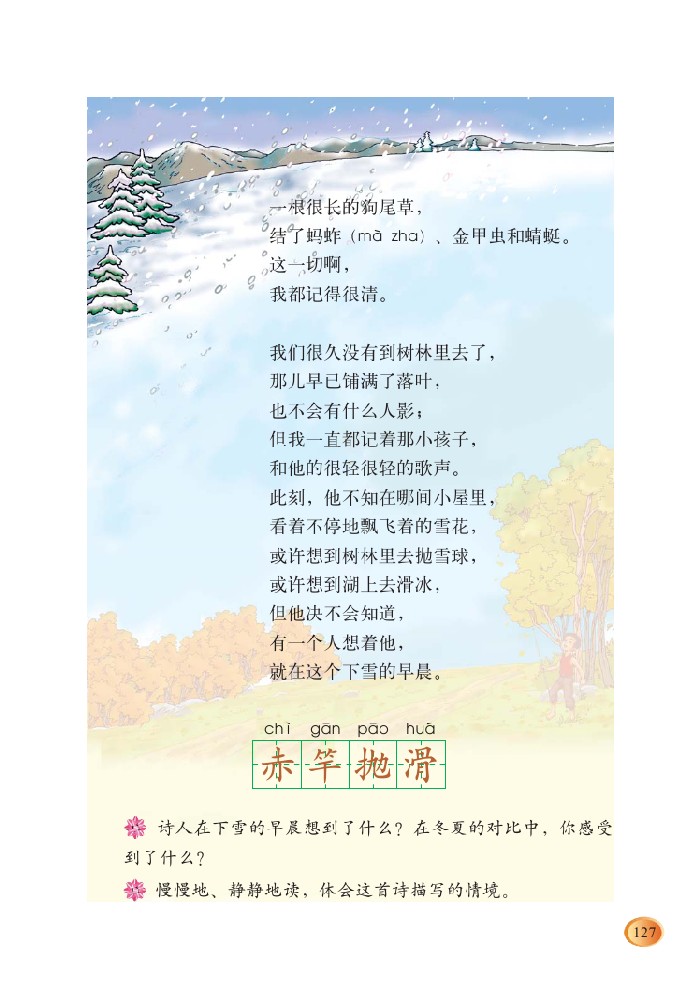 一根很长的狗尾草，
结了蚂蚱（mà zha）、金甲虫和蜻蜓。
这一切啊，
我都记得很清。
我们很久没有到树林里去了，
那儿早已铺满了落叶，
也不会有什么人影；
但我一直都记着那小孩子，
和他的很轻很轻的歌声。
此刻，他不知在哪间小屋里，
看着不停地飘飞着的雪花，
或许想到树林里去抛雪球，
或许想到湖上去滑冰，
但他决不会知道，
有一个人想着他，
就在这个下雪的早晨。
chì gān pāo huá
赤竿抛滑
诗人在下雪的早晨想到了什么？在冬夏的对比中，你感受
到了什么？
慢慢地、静静地读，体会这首诗描写的情境。
127